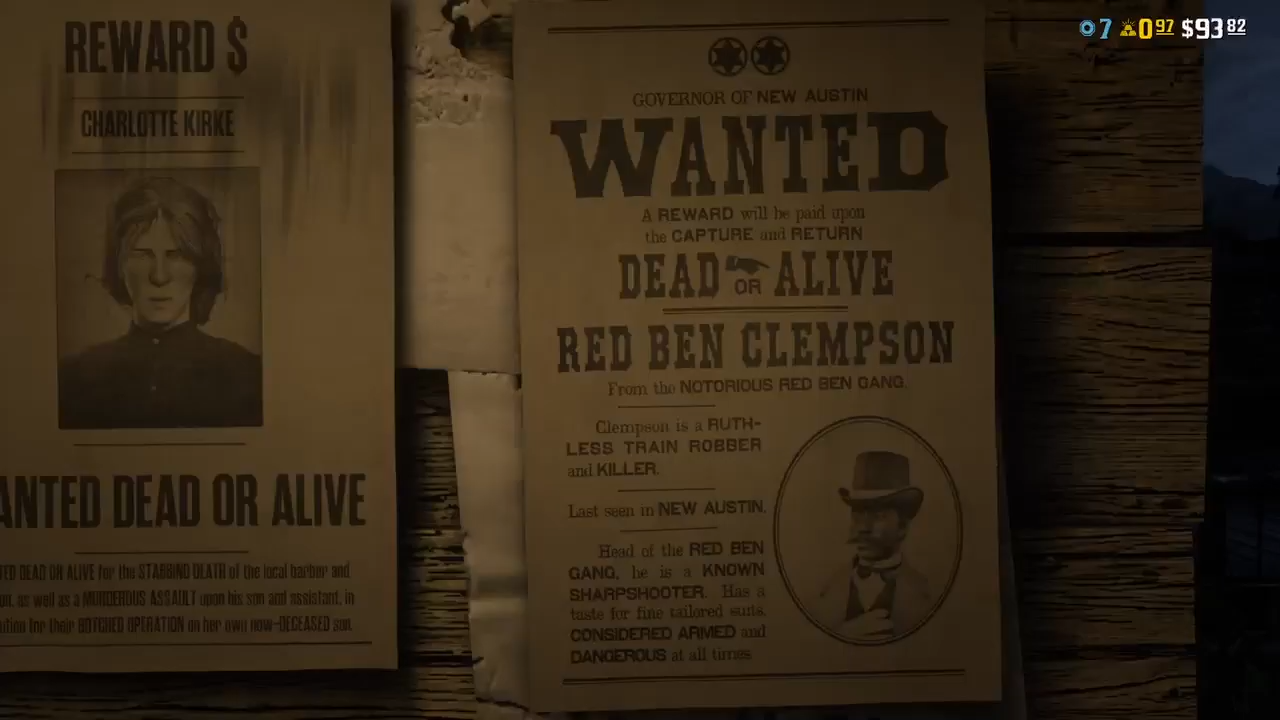 7 0.97 $93.82
REWARD $
CHARLOTTE KIRKE
WANTED DEAD OR ALIVE
DEAD OR ALIVE for the STABBING DEATH of the local barber and
as well as a MURDEROUS ASSAULT upon his son and assistant, in
for their BOTCHED OPERATION on her own now-DECEASED son.
GOVERNOR OF NEW AUSTIN
WANTED
A REWARD will be paid upon
the CAPTURE and RETURN
DEAD OR ALIVE
RED BEN CLEMPSON
From the NOTORIOUS RED BEN GANG.
Clempson is a RUTH-
LESS TRAIN ROBBER
and KILLER.
Last seen in NEW AUSTIN.
Head of the RED BEN
GANG, he is a KNOWN
SHARPSHOOTER. Has a
taste for fine tailored suits.
CONSIDERED ARMED and
DANGEROUS at all times